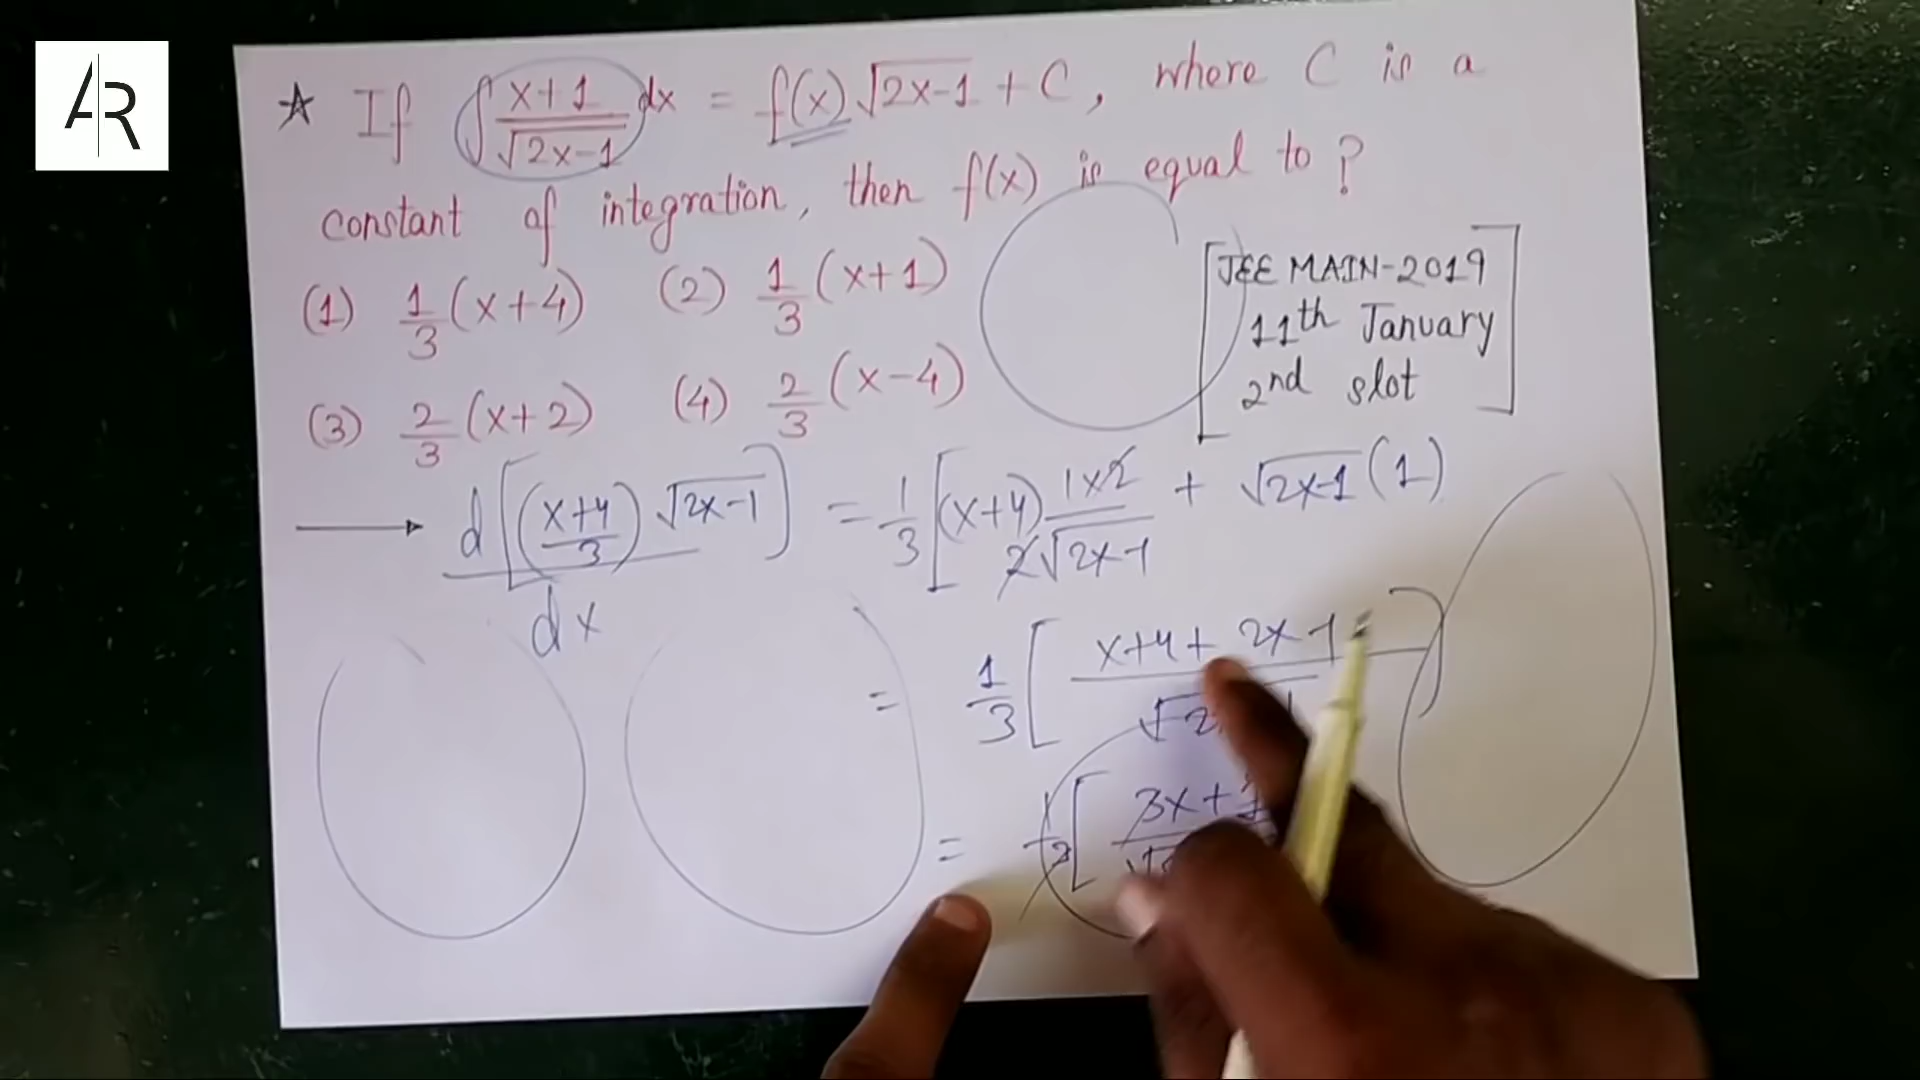 AR
★ If ∫ x+1/√2x-1 dx = f(x) √2x-1 + C, where C is a
constant of integration, then f(x) is equal to ?
(1) 1/3 (x+4) (2) 1/3 (x+1)
(3) 2/3 (x+2) (4) 2/3 (x-4)
[JEE MAIN-2019
11th January
2nd slot]
d[(x+4/3) √2x-1]/dx = 1/3 [(x+4) 1x2/2√2x-1 + √2x-1 (1)
= 1/3 [x+4+2x-1/√2
= [3x+